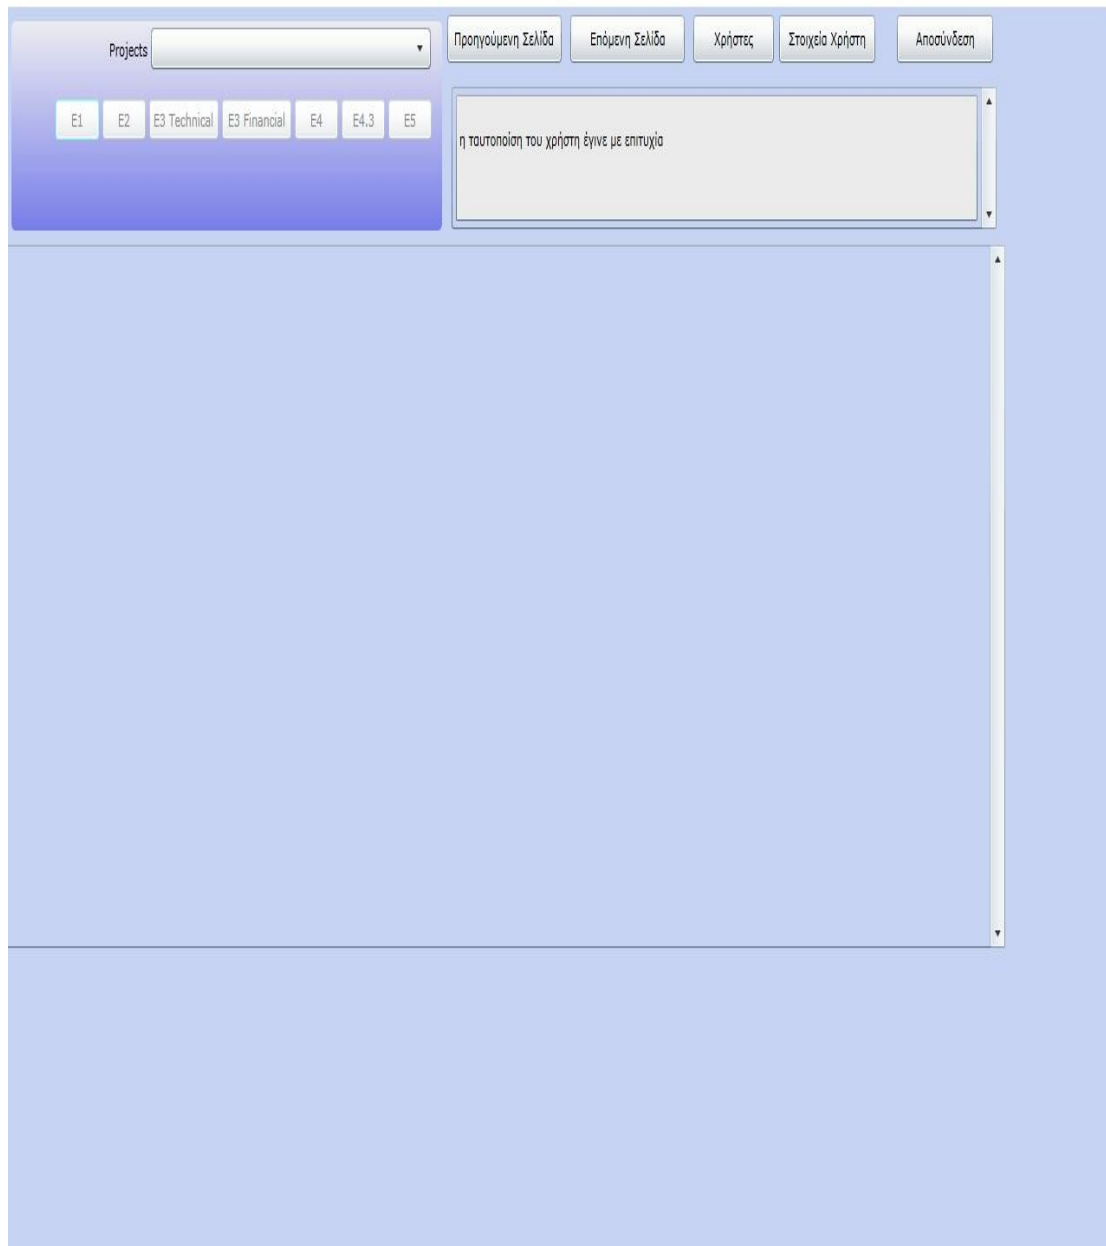 Projects
Προηγούμενη Σελίδα
Επόμενη Σελίδα
Χρήστες
Στοιχεία Χρήστη
Αποσύνδεση
E1
E2
E3 Technical
E3 Financial
E4
E4.3
E5
η ταυτοποίση του χρήστη έγινε με επιτυχία